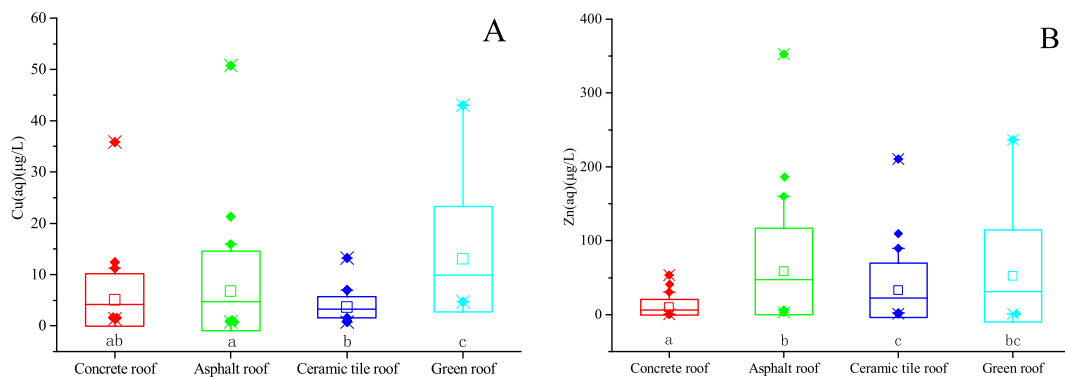 A
Cu(aq)(μg/L)
60
50
40
30
20
10
0
ab
a
b
c
Concrete roof
Asphalt roof
Ceramic tile roof
Green roof
B
Zn(aq)(μg/L)
400
300
200
100
0
a
b
c
bc
Concrete roof
Asphalt roof
Ceramic tile roof
Green roof